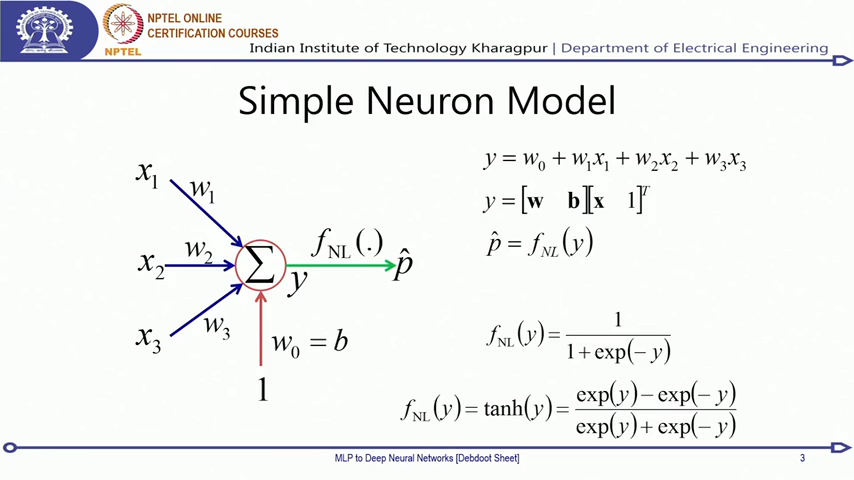 NPTEL ONLINE
CERTIFICATION COURSES
NPTEL
Indian Institute of Technology Kharagpur | Department of Electrical Engineering
Simple Neuron Model
x₁
w₁
x₂
w₂
x₃
w₃
∑
y
f_NL(.)
p̂
w₀ = b
1
y = w₀ + w₁x₁ + w₂x₂ + w₃x₃
y = [w b][x 1]ᵀ
p̂ = f_NL(y)
f_NL(y) = 1 / (1 + exp(− y))
f_NL(y) = tanh(y) = (exp(y) − exp(− y)) / (exp(y) + exp(− y))
MLP to Deep Neural Networks [Debdoot Sheet]
3